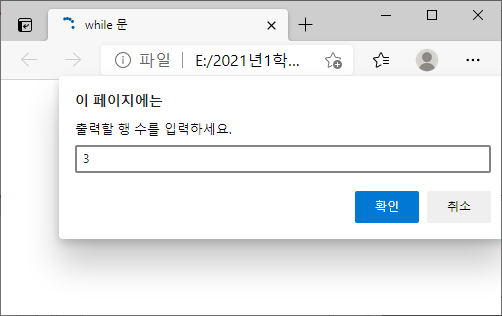 while 문
파일 E:/2021년1학...
이 페이지에는
출력할 행 수를 입력하세요.
3
확인 취소